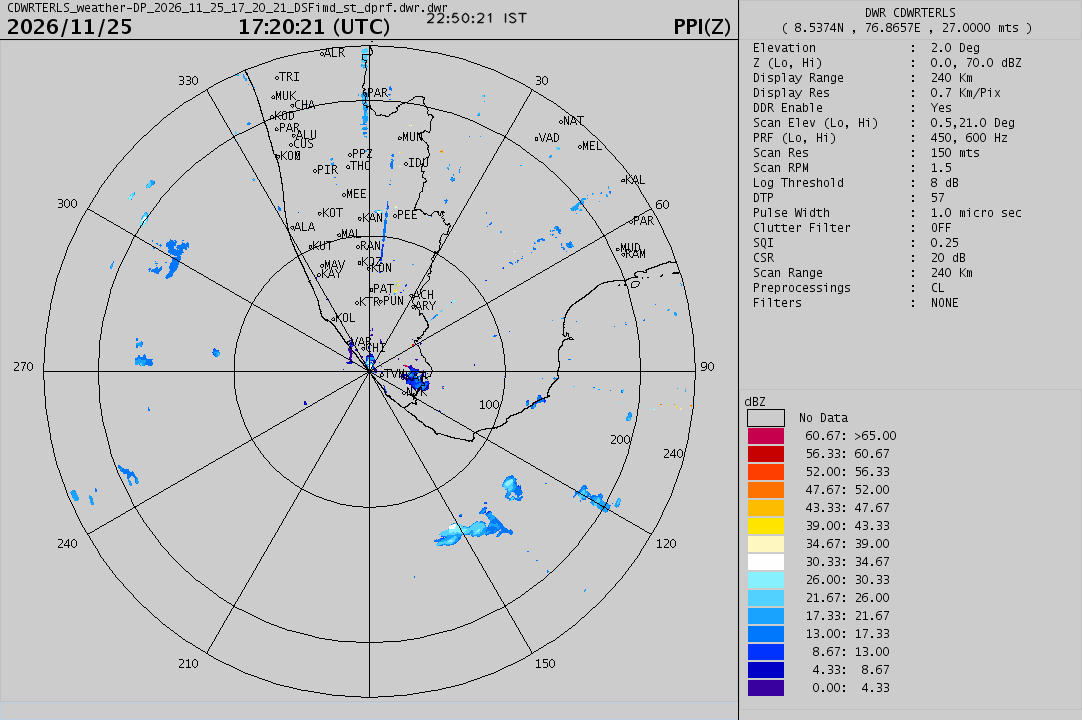 CDWRTERLS_weather-DP_2026_11_25_17_20_21_DSFimd_st_dprf.dwr.dwr
2026/11/25 17:20:21 (UTC) 22:50:21 IST PPI(Z)
DWR CDWRTERLS
( 8.5374N , 76.8657E , 27.0000 mts )
Elevation : 2.0 Deg
Z (Lo, Hi) : 0.0, 70.0 dBZ
Display Range : 240 Km
Display Res : 0.7 Km/Pix
DDR Enable : Yes
Scan Elev (Lo, Hi) : 0.5,21.0 Deg
PRF (Lo, Hi) : 450, 600 Hz
Scan Res : 150 mts
Scan RPM : 1.5
Log Threshold : 8 dB
DTP : 57
Pulse Width : 1.0 micro sec
Clutter Filter : OFF
SQI : 0.25
CSR : 20 dB
Scan Range : 240 Km
Preprocessings : CL
Filters : NONE
dBZ
No Data
60.67: >65.00
56.33: 60.67
52.00: 56.33
47.67: 52.00
43.33: 47.67
39.00: 43.33
34.67: 39.00
30.33: 34.67
26.00: 30.33
21.67: 26.00
17.33: 21.67
13.00: 17.33
8.67: 13.00
4.33: 8.67
0.00: 4.33
ALR
TRI
330
30
MUK
PAR
CHA
KOD
NAT
PAR
ALU
MUN
VAD
CUS
MEL
KOM
PPZ
THO
IDU
PIR
KAL
MEE
300
60
KOT
KAN
PEE
PAR
ALA
MAL
KUT
RAN
MUD
RAM
MAV
KOZ
KON
KAY
PAT
ACH
KTR
PUN
ARY
KOL
VAR
CHI
270
90
TVM
NYK
100
200
240
240
120
210
150